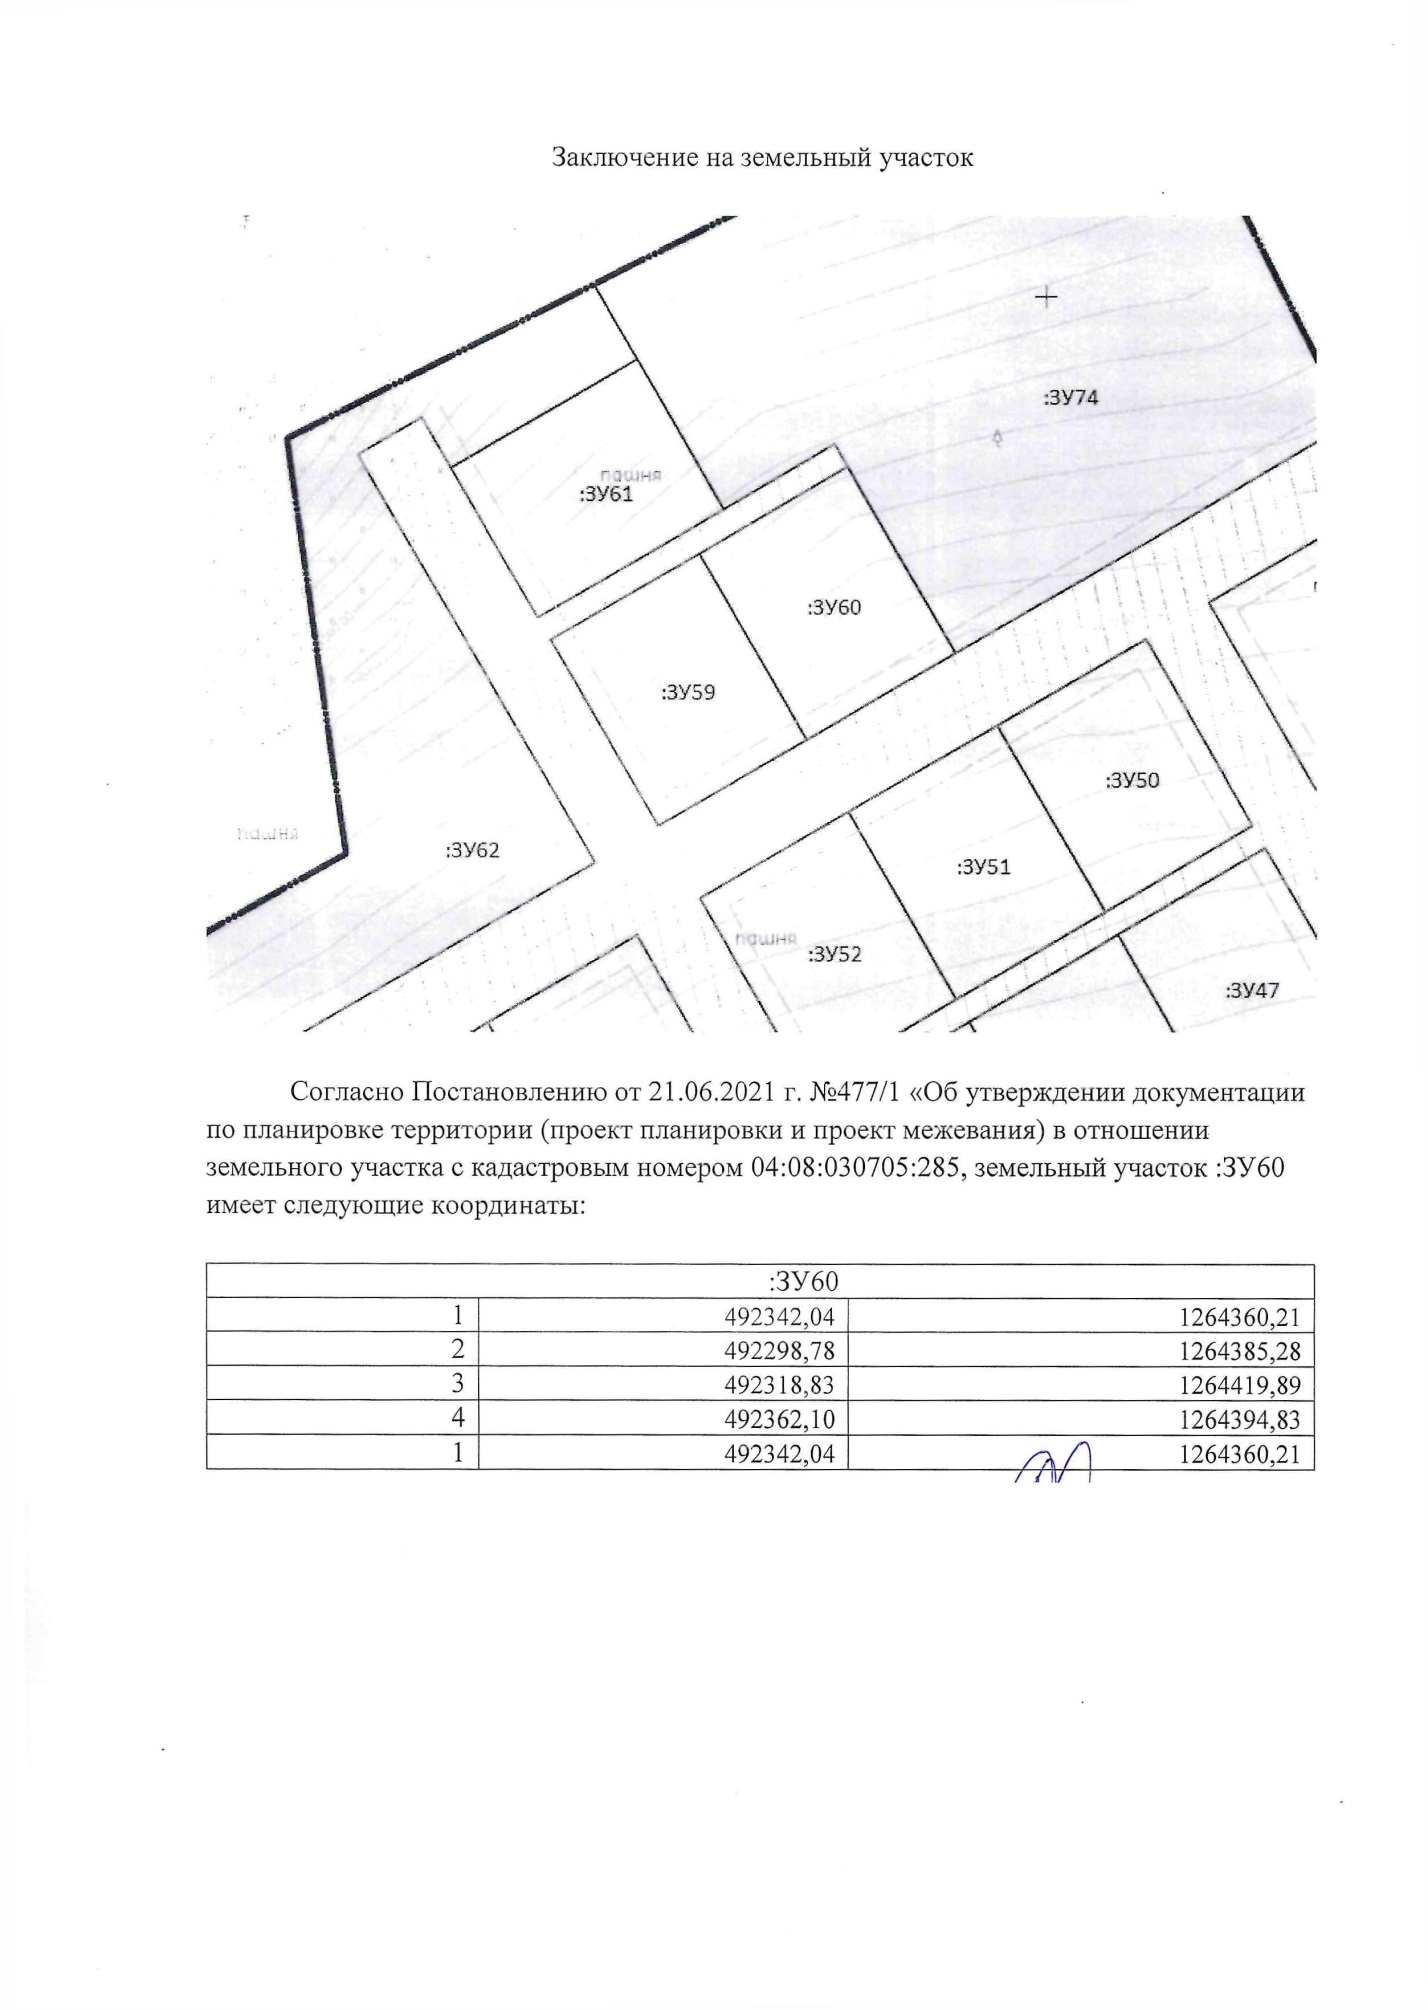 Заключение на земельный участок
:ЗУ74
пашня
:ЗУ61
:ЗУ60
:ЗУ59
:ЗУ50
пашня
:ЗУ62
:ЗУ51
пашня
:ЗУ52
:ЗУ47
Согласно Постановлению от 21.06.2021 г. №477/1 «Об утверждении документации
по планировке территории (проект планировки и проект межевания) в отношении
земельного участка с кадастровым номером 04:08:030705:285, земельный участок :ЗУ60
имеет следующие координаты:
:ЗУ60
1 492342,04 1264360,21
2 492298,78 1264385,28
3 492318,83 1264419,89
4 492362,10 1264394,83
1 492342,04 1264360,21